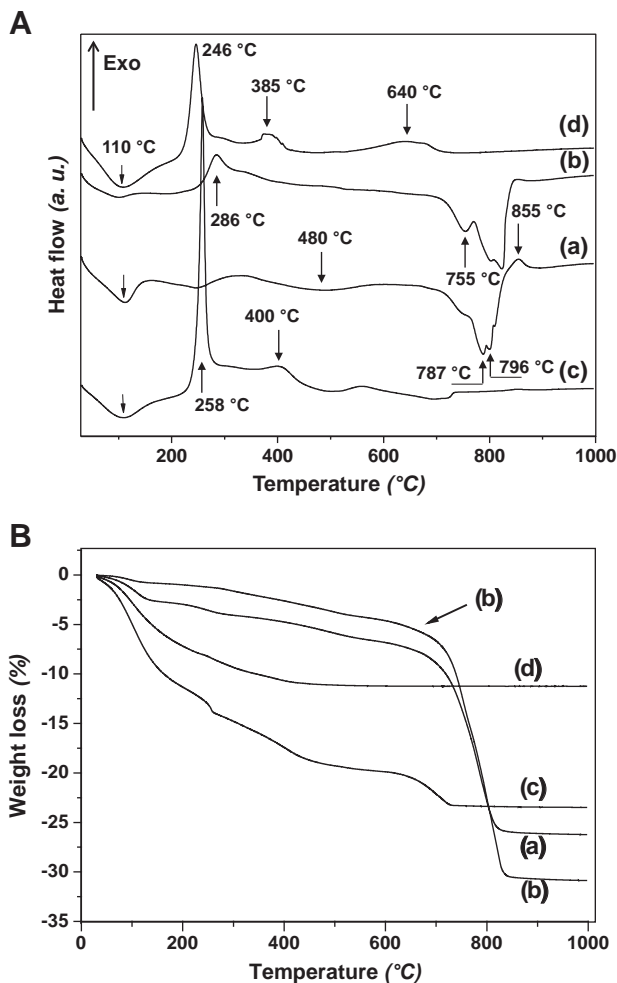 A
Exo
246 °C
385 °C
640 °C
110 °C
(d)
(b)
286 °C
480 °C
755 °C
855 °C
(a)
400 °C
258 °C
787 °C
796 °C
(c)
Heat flow (a. u.)
200
400
600
800
1000
Temperature (°C)
B
0
-5
-10
-15
-20
-25
-30
-35
Weight loss (%)
(b)
(d)
(c)
(a)
(b)
0
200
400
600
800
1000
Temperature (°C)